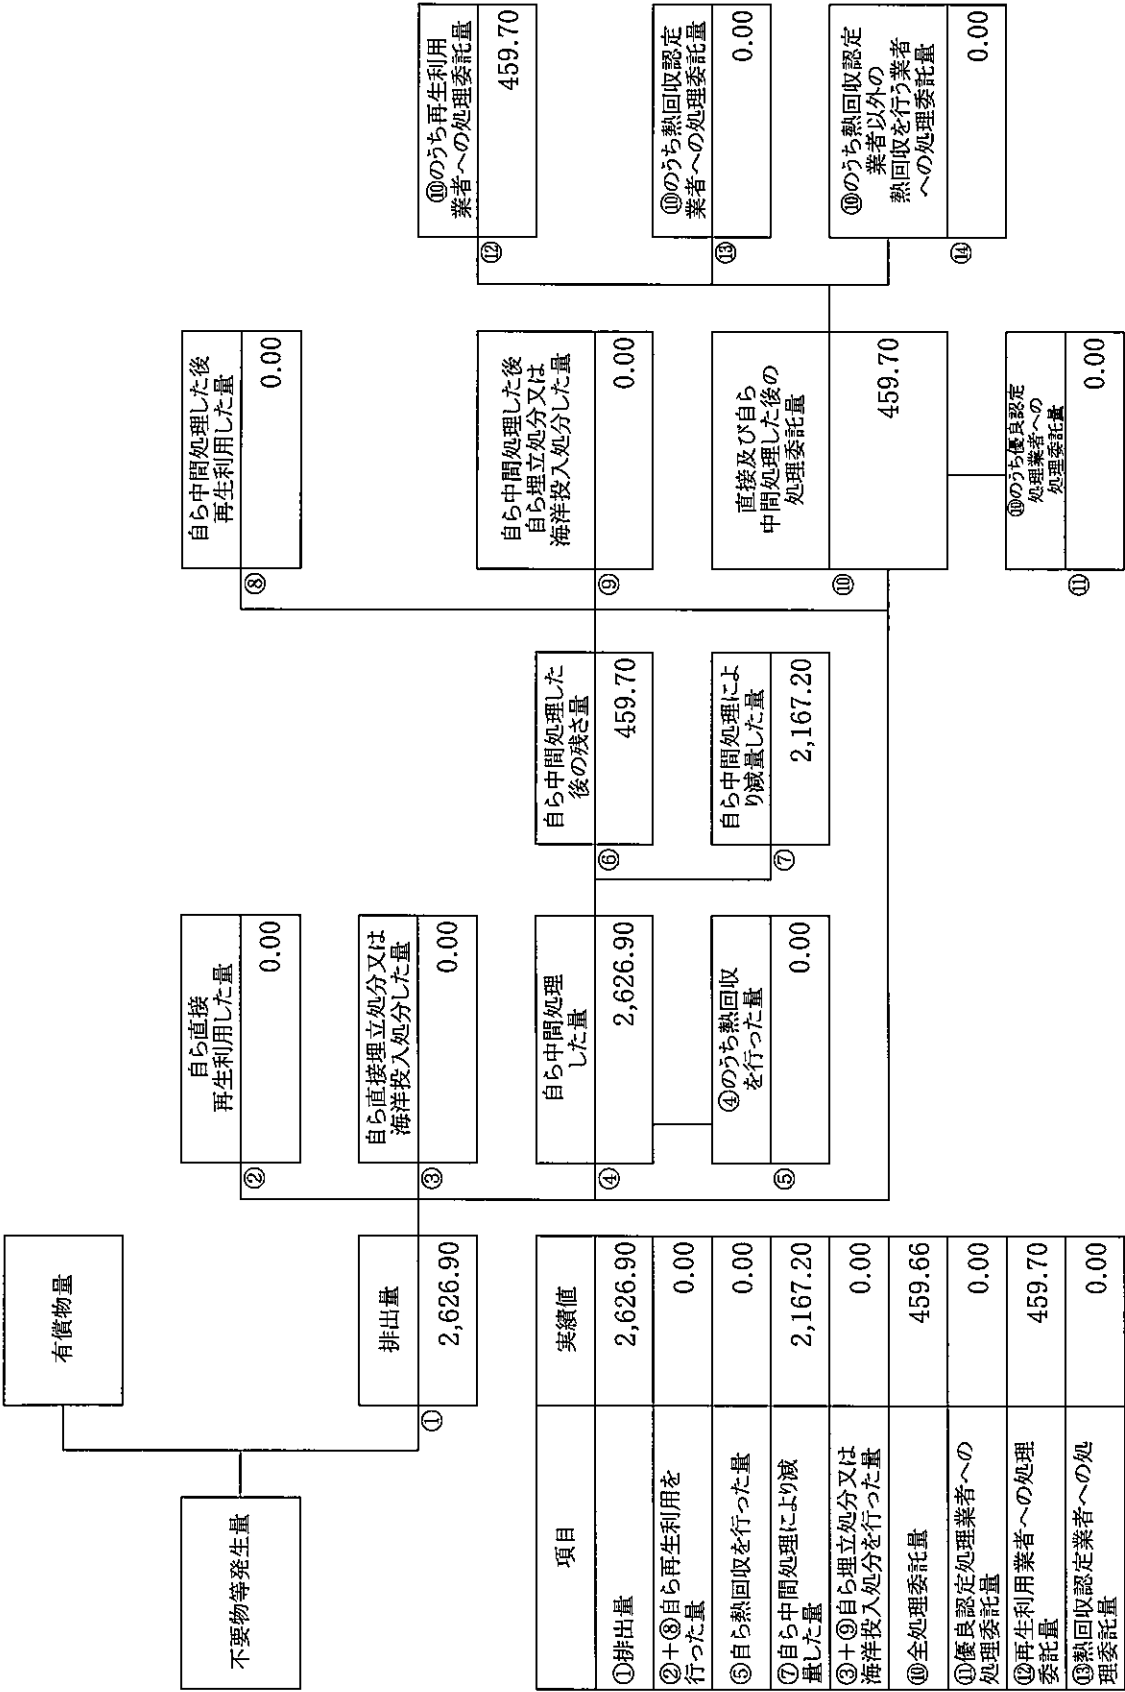 有償物量
不要物等発生量
排出量
①
2,626.90
自ら直接
再生利用した量
②
0.00
自ら直接埋立処分又は
海洋投入処分した量
③
0.00
自ら中間処理
した量
④
2,626.90
④のうち熱回収
を行った量
⑤
0.00
自ら中間処理した
後の残さ量
⑥
459.70
自ら中間処理によ
り減量した量
⑦
2,167.20
自ら中間処理した後
再生利用した量
⑧
0.00
自ら中間処理した後
自ら埋立処分又は
海洋投入処分した量
⑨
0.00
直接及び自ら
中間処理した後の
処理委託量
⑩
459.70
⑩のうち優良認定
処理業者への
処理委託量
⑪
0.00
⑩のうち再生利用
業者への処理委託量
⑫
459.70
⑩のうち熱回収認定
業者への処理委託量
⑬
0.00
⑩のうち熱回収認定
業者以外の
熱回収を行う業者
への処理委託量
⑭
0.00
項目 実績値
①排出量 2,626.90
②+⑧自ら再生利用を
行った量 0.00
⑤自ら熱回収を行った量 0.00
⑦自ら中間処理により減
量した量 2,167.20
③+⑨自ら埋立処分又は
海洋投入処分を行った量 0.00
⑩全処理委託量 459.66
⑪優良認定処理業者への
処理委託量 0.00
⑫再生利用業者への処理
委託量 459.70
⑬熱回収認定業者への処
理委託量 0.00